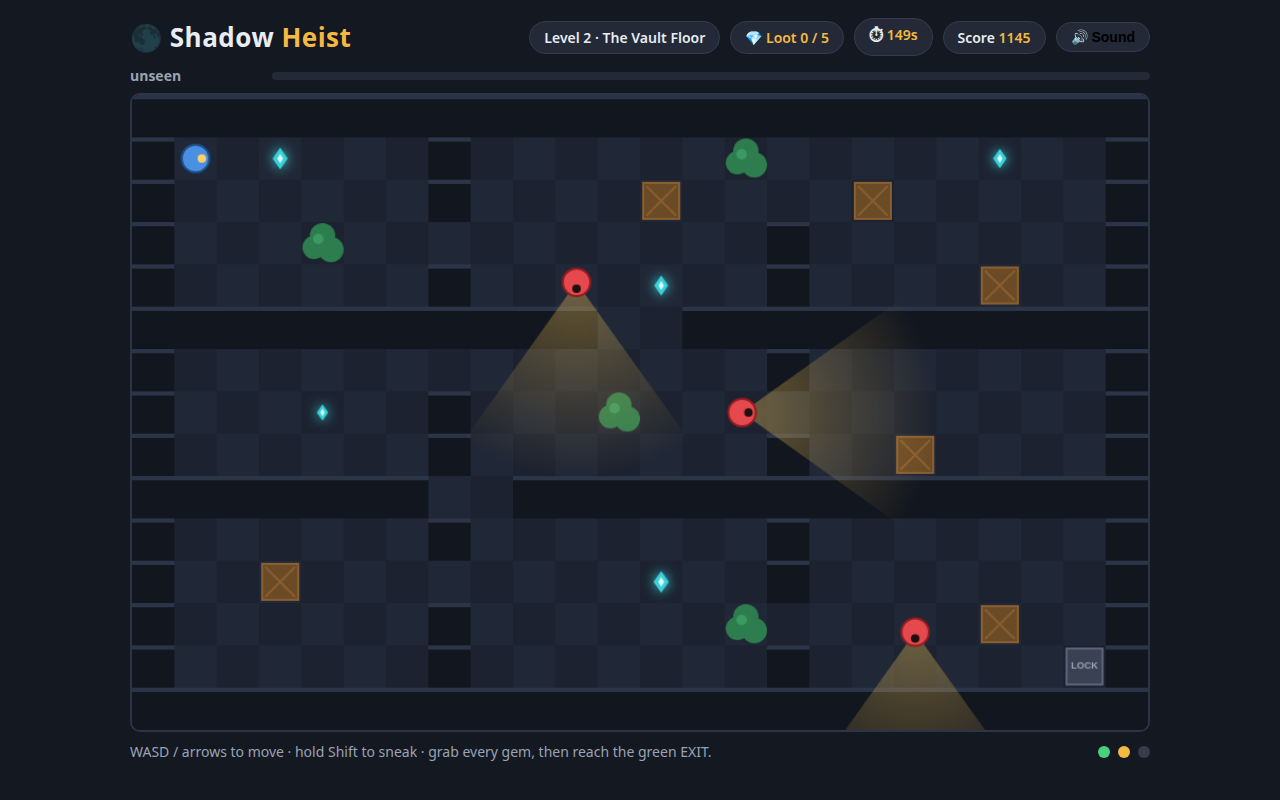 Shadow Heist
Level 2 · The Vault Floor
Loot 0 / 5
149s
Score 1145
Sound
unseen
LOCK
WASD / arrows to move · hold Shift to sneak · grab every gem, then reach the green EXIT.